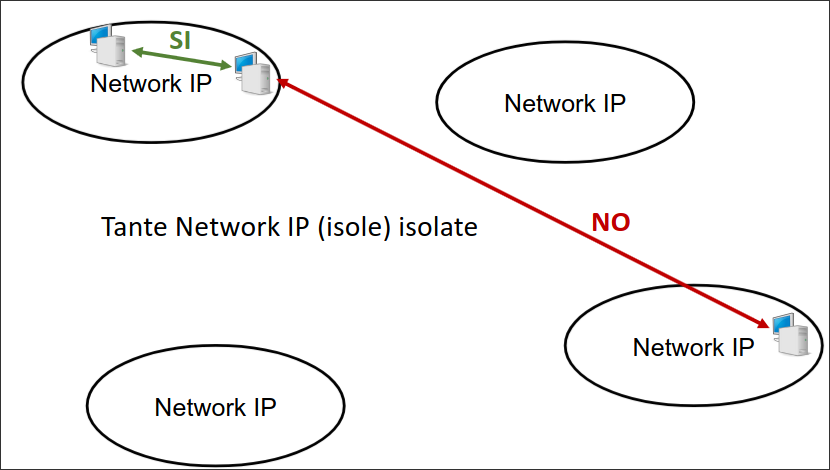 SI
Network IP
Network IP
Tante Network IP (isole) isolate
NO
Network IP
Network IP